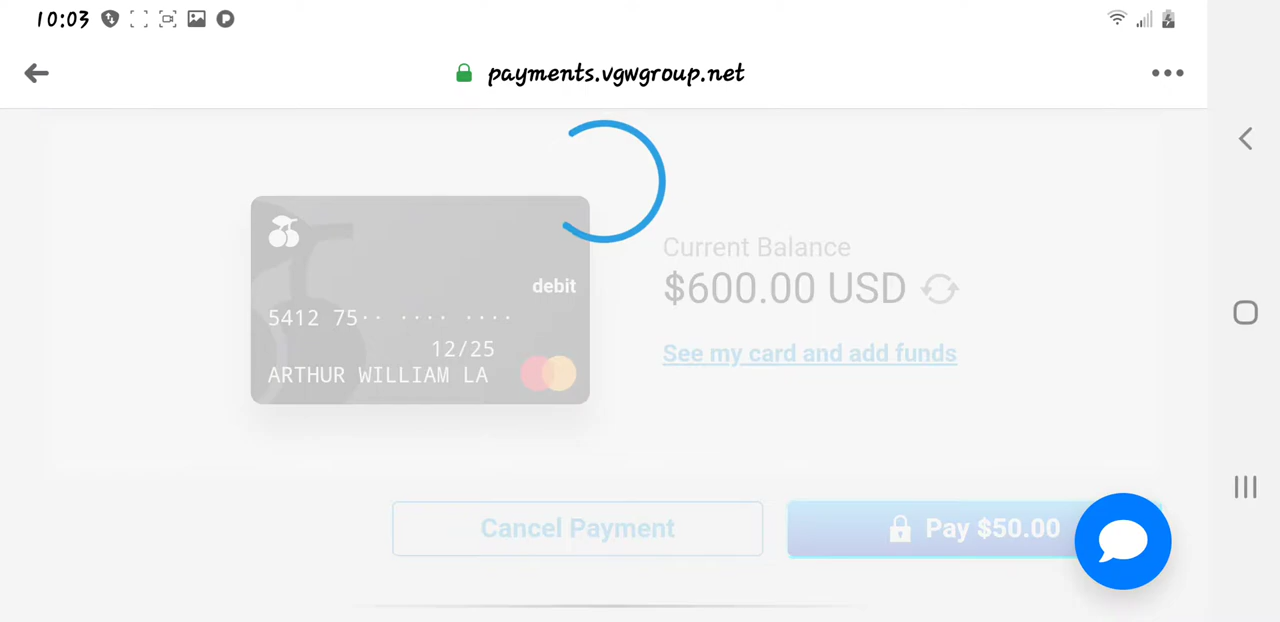 10:03
payments.vgwgroup.net
debit
5412 75·· ···· ····
12/25
ARTHUR WILLIAM LA
Current Balance
$600.00 USD
See my card and add funds
Cancel Payment
Pay $50.00